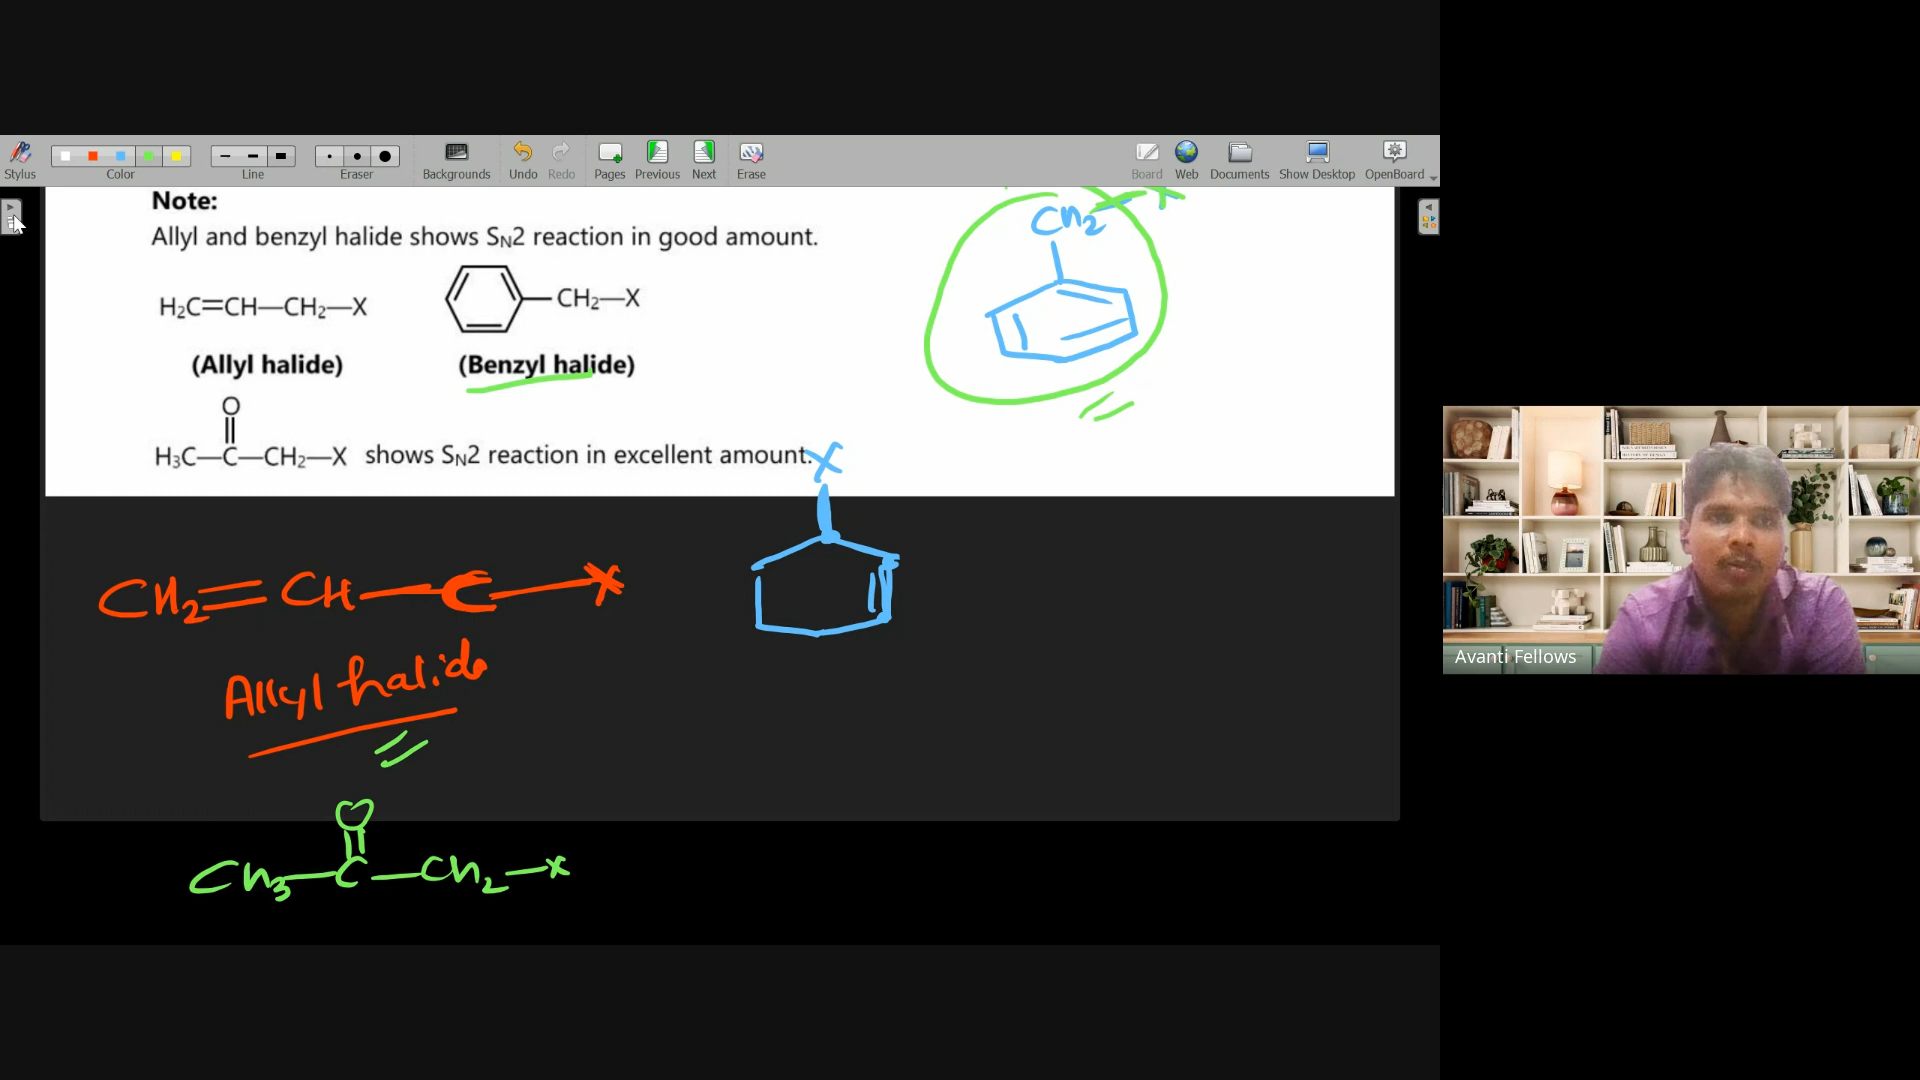 Stylus Color Line Eraser Backgrounds Undo Redo Pages Previous Next Erase Board Web Documents Show Desktop OpenBoard
Note:
Allyl and benzyl halide shows SN2 reaction in good amount.
CH2—X
H2C=CH—CH2—X
CH2—X
(Allyl halide) (Benzyl halide)
O
H3C—C—CH2—X shows SN2 reaction in excellent amount.
X
CH2=CH—C—X
Allyl halide
O
CH3—C—CH2—X
Avanti Fellows